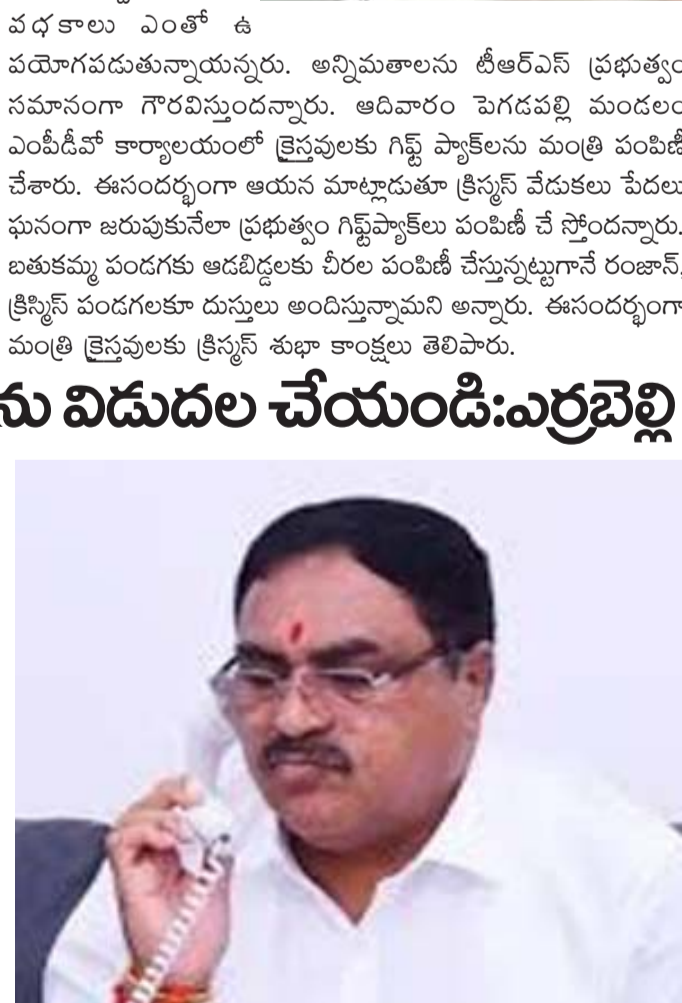 వధకాలు ఎంతో ఉ
పయోగపడుతున్నాయన్నరు. అన్నిమతాలను టీఆర్ఎస్ ప్రభుత్వం
సమానంగా గౌరవిస్తుందన్నారు. ఆదివారం పెగడపల్లి మండలం
ఎంపీడీవో కార్యాలయంలో క్రైస్తవులకు గిఫ్ట్ ప్యాక్‌లను మంత్రి పంపిణీ
చేశారు. ఈసందర్భంగా ఆయన మాట్లాడుతూ క్రిస్మస్ వేడుకలు పేదలు
ఘనంగా జరుపుకునేలా ప్రభుత్వం గిఫ్ట్‌ప్యాక్‌లు పంపిణీ చే స్తోందన్నారు.
బతుకమ్మ పండగకు ఆడబిడ్డలకు చీరల పంపిణీ చేస్తున్నట్టుగానే రంజాన్,
క్రిస్మిస్ పండగలకూ దుస్తులు అందిస్తున్నామని అన్నారు. ఈసందర్భంగా
మంత్రి క్రైస్తవులకు క్రిస్మస్ శుభా కాంక్షలు తెలిపారు.
ను విడుదల చేయండి:ఎర్రబెల్లి